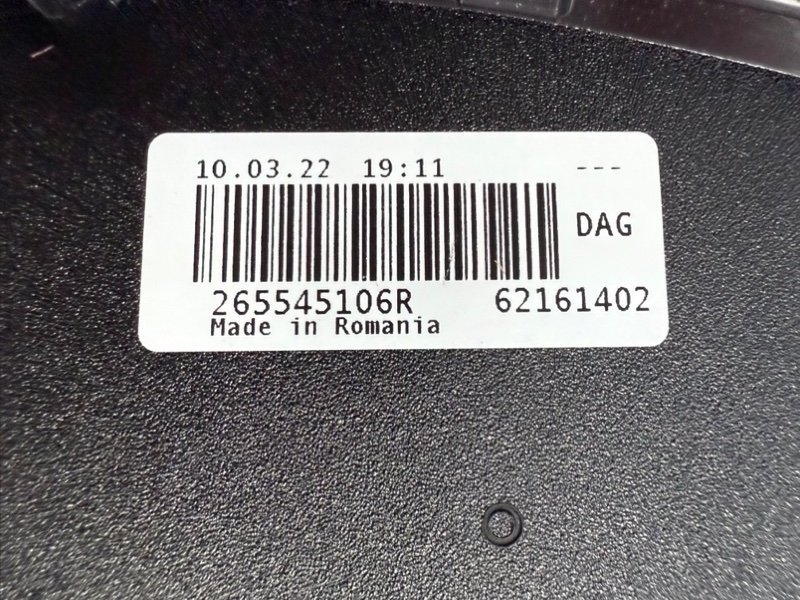 10.03.22 19:11 ---
DAG
265545106R 62161402
Made in Romania